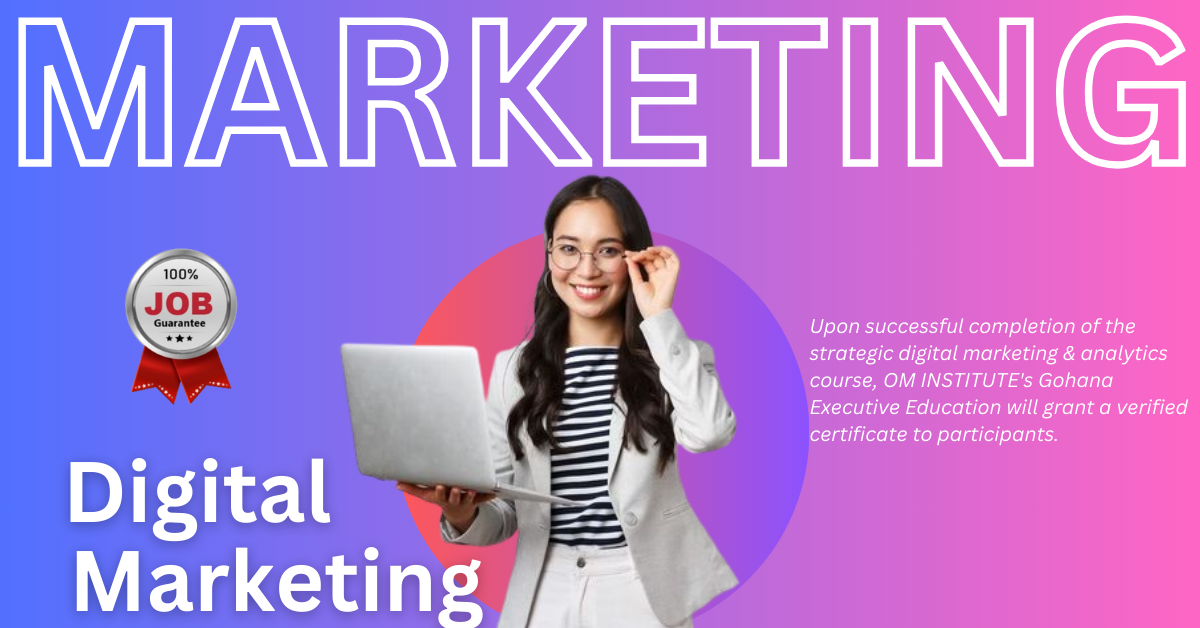 MARKETING
100%
JOB
Guarantee
Upon successful completion of the
strategic digital marketing & analytics
course, OM INSTITUTE's Gohana
Executive Education will grant a verified
certificate to participants.
Digital
Marketing